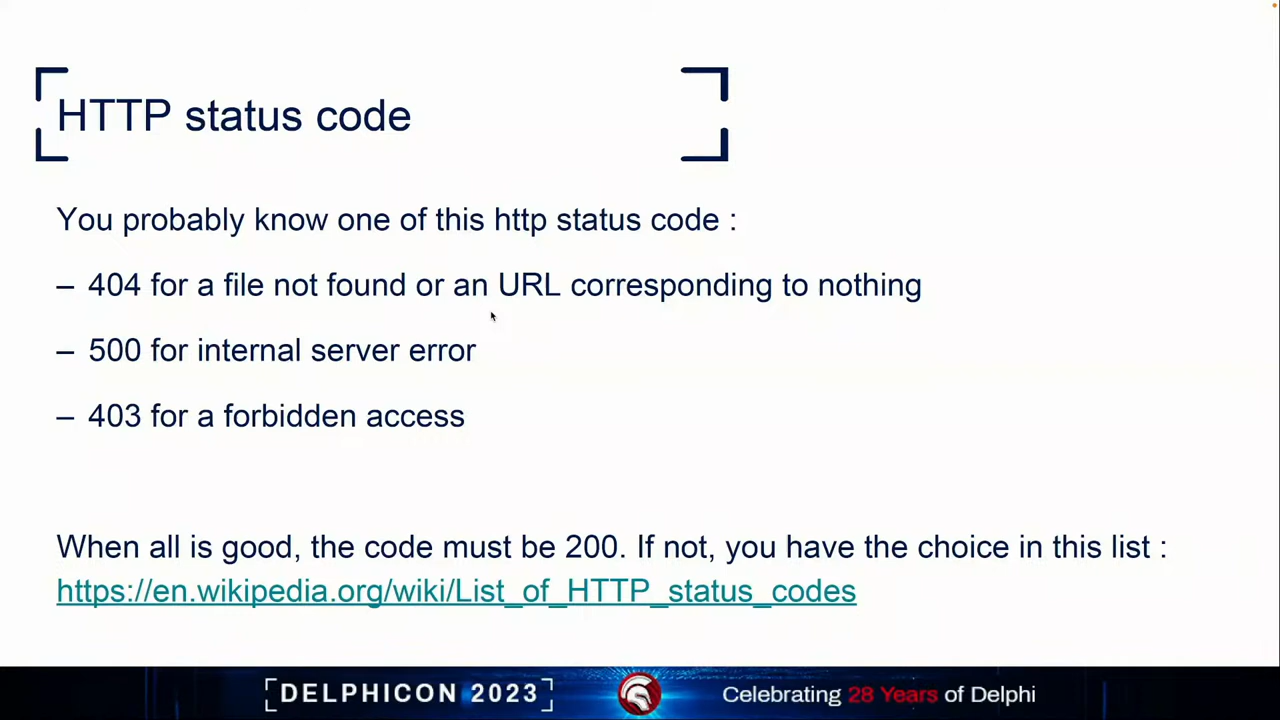 HTTP status code
You probably know one of this http status code :
– 404 for a file not found or an URL corresponding to nothing
– 500 for internal server error
– 403 for a forbidden access
When all is good, the code must be 200. If not, you have the choice in this list :
https://en.wikipedia.org/wiki/List_of_HTTP_status_codes
DELPHICON 2023 Celebrating 28 Years of Delphi